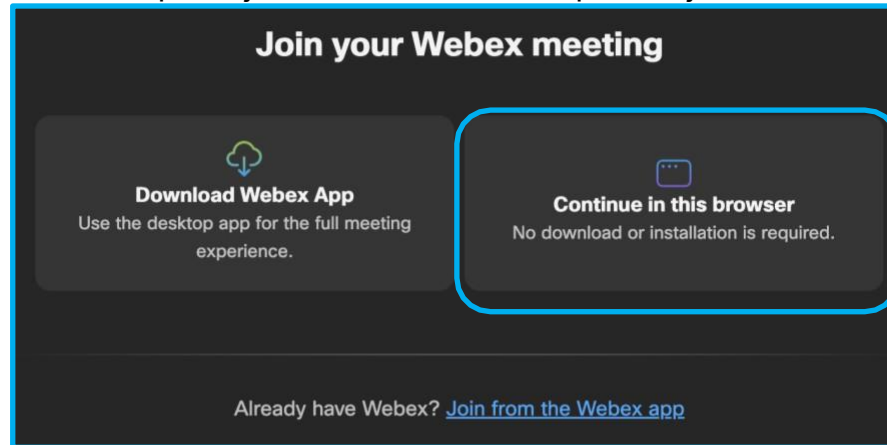 Join your Webex meeting
Download Webex App
Use the desktop app for the full meeting
experience.
Continue in this browser
No download or installation is required.
Already have Webex? Join from the Webex app